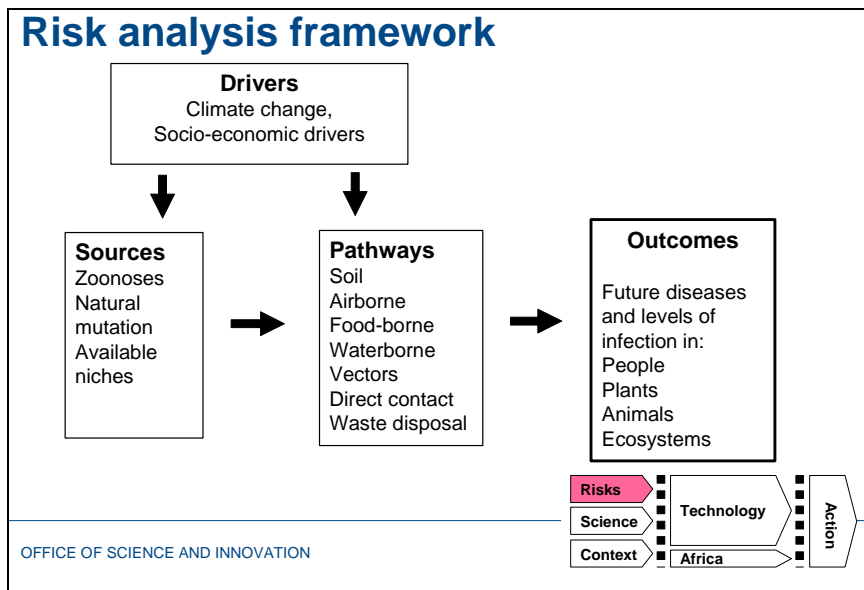 Risk analysis framework
Drivers
Climate change,
Socio-economic drivers
Sources
Zoonoses
Natural
mutation
Available
niches
Pathways
Soil
Airborne
Food-borne
Waterborne
Vectors
Direct contact
Waste disposal
Outcomes
Future diseases
and levels of
infection in:
People
Plants
Animals
Ecosystems
Risks
Science
Context
Technology
Africa
Action
OFFICE OF SCIENCE AND INNOVATION